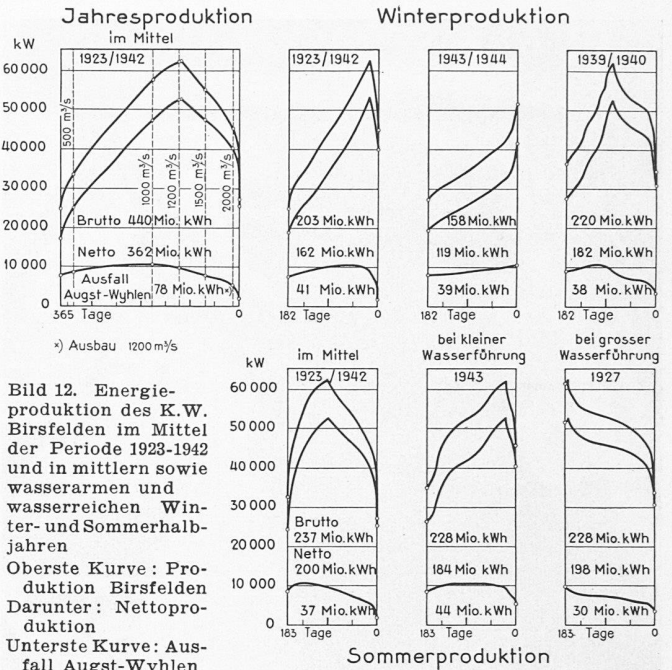 Jahresproduktion
Winterproduktion
kW
im Mittel
1923/1942
1923/1942
1943/1944
1939/1940
60000
50000
40000
30000
20000
10000
0
500 m³/s
1000 m³/s
1200 m³/s
1500 m³/s
2000 m³/s
Brutto 440 Mio. kWh
Netto 362 Mio. kWh
Ausfall
Augst-Wyhlen 78 Mio. kWh ×)
365 Tage 0
203 Mio. kWh
162 Mio. kWh
41 Mio. kWh
182 Tage 0
158 Mio. kWh
119 Mio. kWh
39 Mio. kWh
182 Tage 0
220 Mio. kWh
182 Mio. kWh
38 Mio. kWh
182 Tage 0
×) Ausbau 1200 m³/s
kW
im Mittel
bei kleiner
Wasserführung
bei grosser
Wasserführung
1923/1942
1943
1927
60000
50000
40000
30000
20000
10000
0
Brutto
237 Mio. kWh
Netto
200 Mio. kWh
37 Mio. kWh
183 Tage 0
228 Mio. kWh
184 Mio kWh
44 Mio. kWh
183. Tage 0
228 Mio. kWh
198 Mio. kWh
30 Mio. kWh
183. Tage 0
Sommerproduktion
Bild 12. Energie-
produktion des K.W.
Birsfelden im Mittel
der Periode 1923-1942
und in mittlern sowie
wasserarmen und
wasserreichen Win-
ter- und Sommerhalb-
jahren
Oberste Kurve: Pro-
duktion Birsfelden
Darunter: Nettopro-
duktion
Unterste Kurve: Aus-
fall Augst-Wyhlen